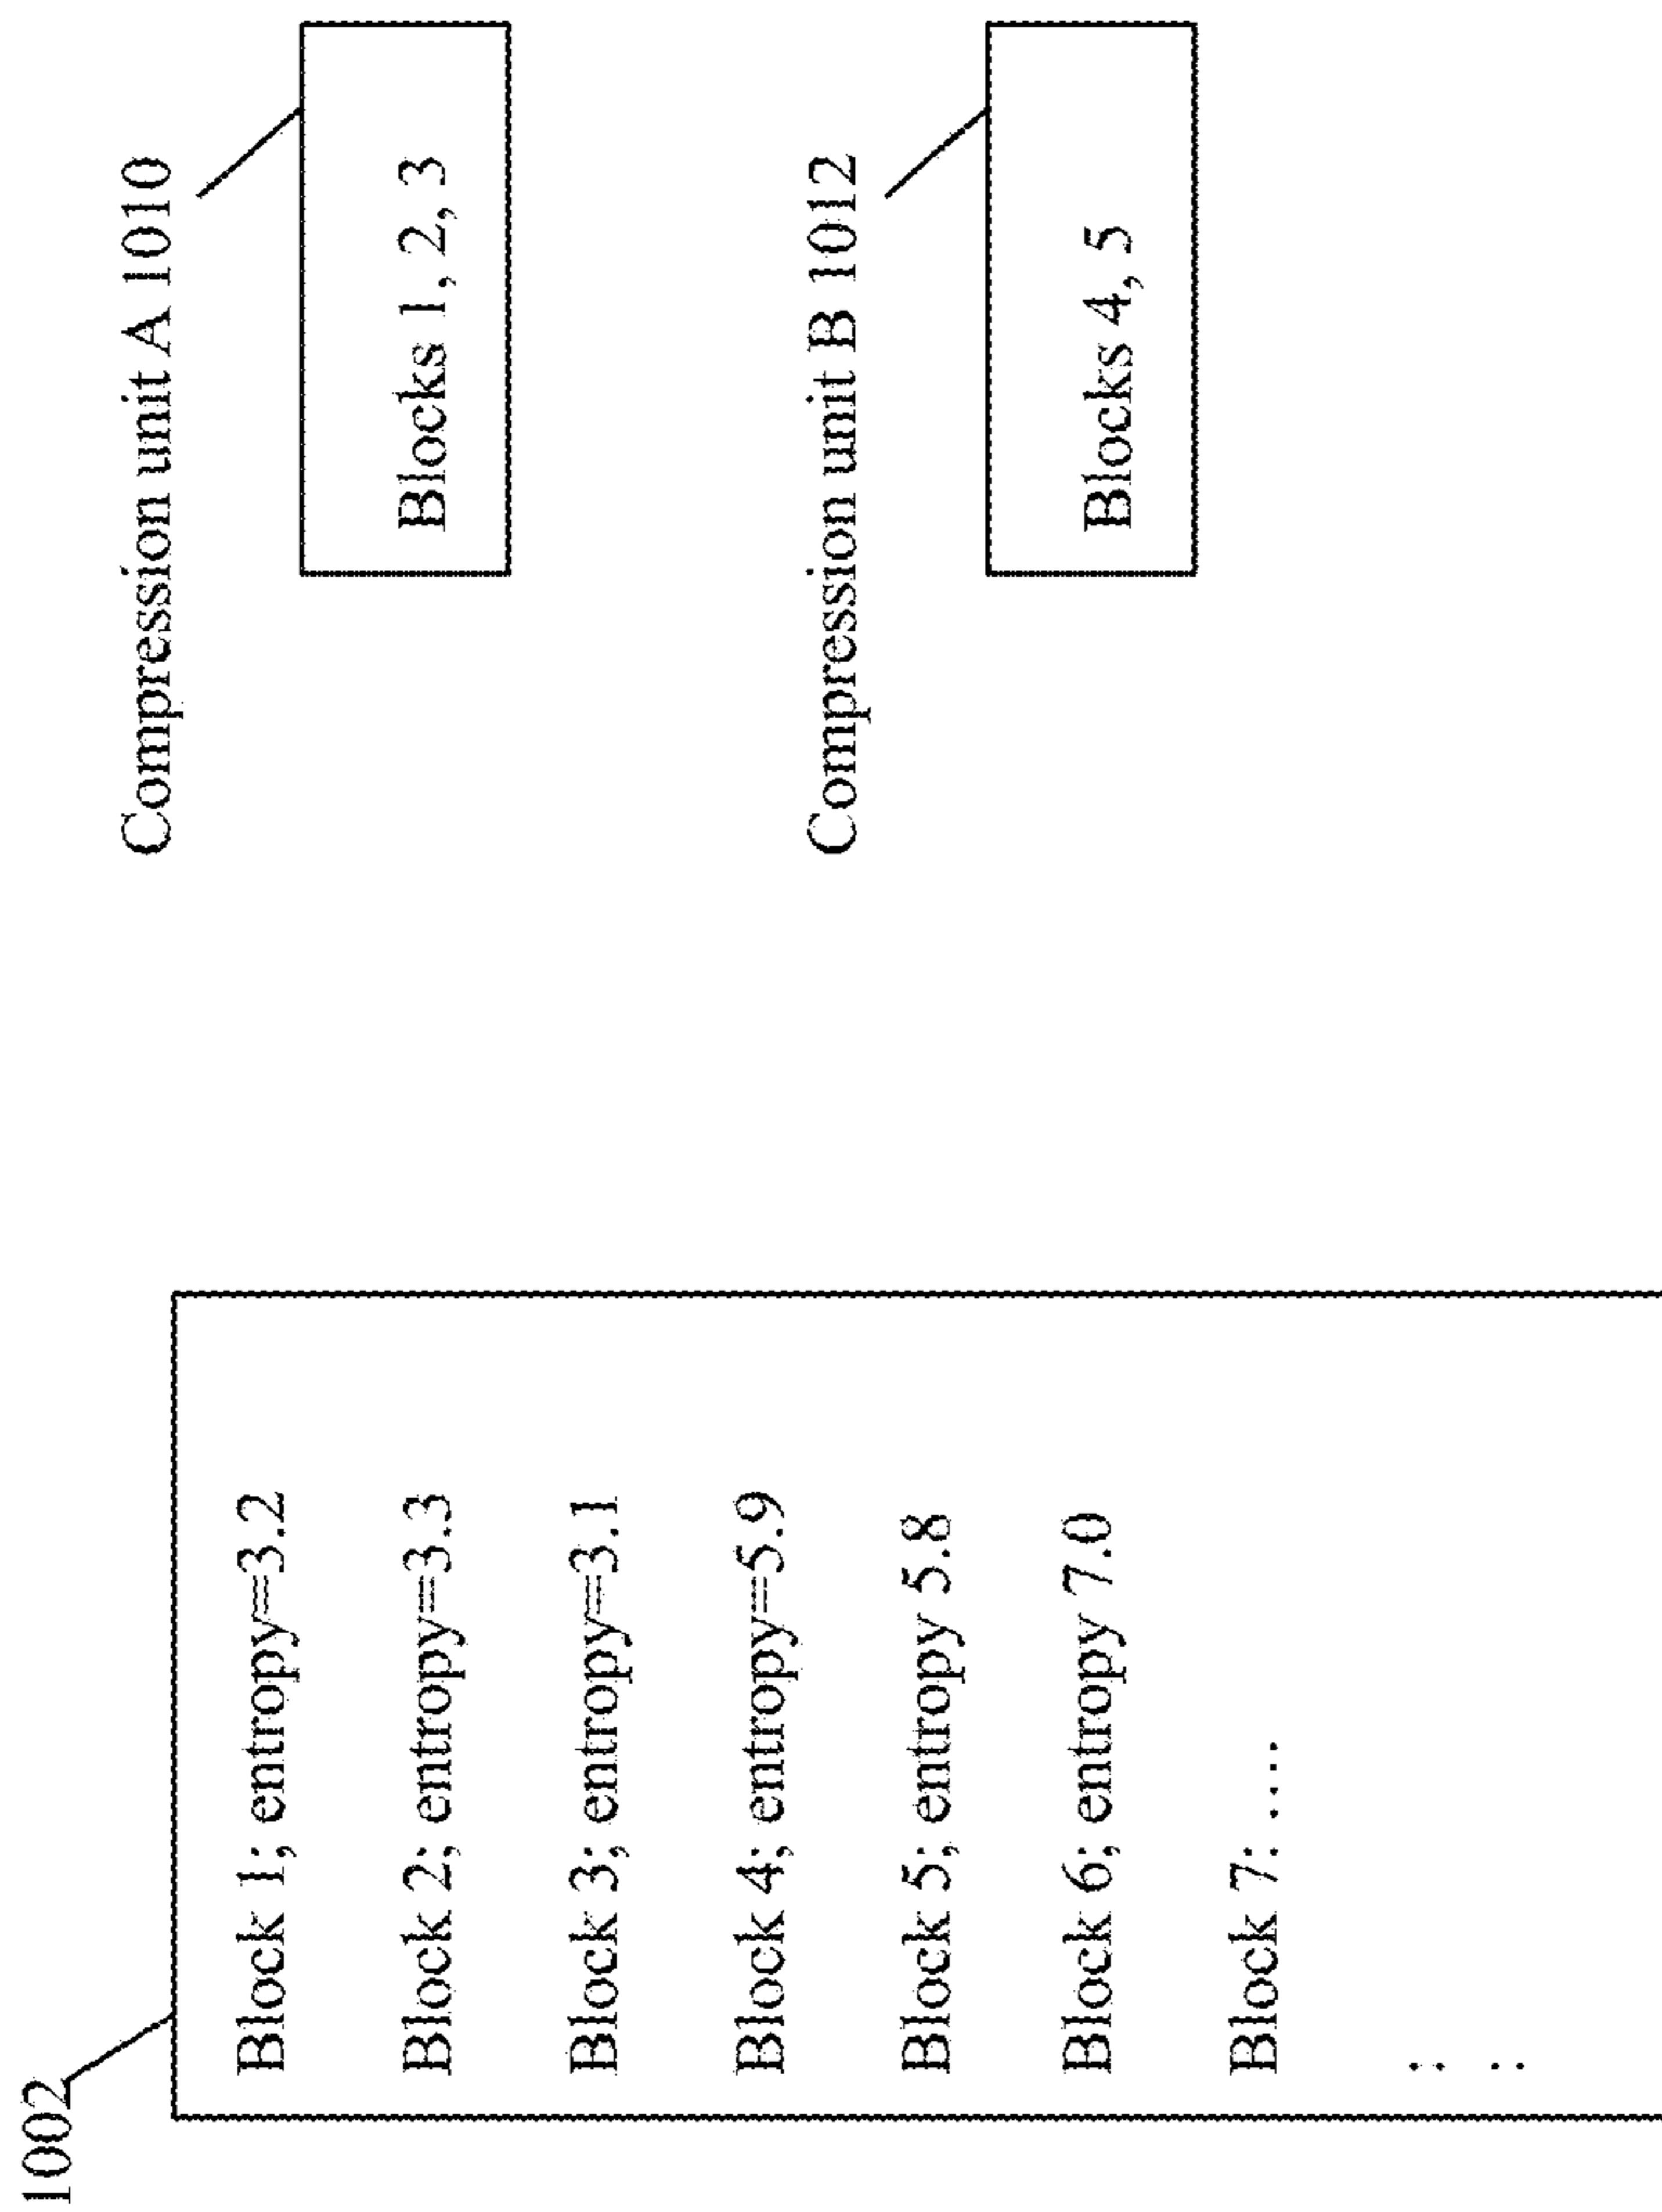 1002
Block 1; entropy=3.2
Block 2; entropy=3.3
Block 3; entropy=3.1
Block 4; entropy=5.9
Block 5; entropy 5.8
Block 6; entropy 7.0
Block 7: ....
:
:
Compression unit A 1010
Blocks 1, 2, 3
Compression unit B 1012
Blocks 4, 5